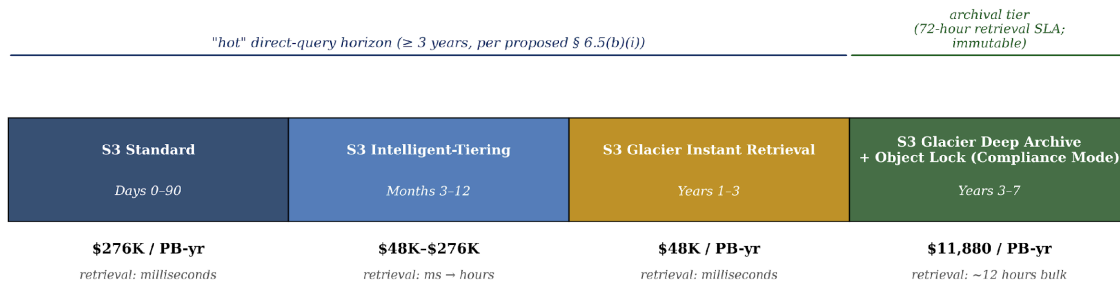 archival tier
(72-hour retrieval SLA;
immutable)
"hot" direct-query horizon (≥ 3 years, per proposed § 6.5(b)(i))
S3 Standard
Days 0–90
S3 Intelligent-Tiering
Months 3–12
S3 Glacier Instant Retrieval
Years 1–3
S3 Glacier Deep Archive
+ Object Lock (Compliance Mode)
Years 3–7
$276K / PB-yr
retrieval: milliseconds
$48K–$276K
retrieval: ms → hours
$48K / PB-yr
retrieval: milliseconds
$11,880 / PB-yr
retrieval: ~12 hours bulk